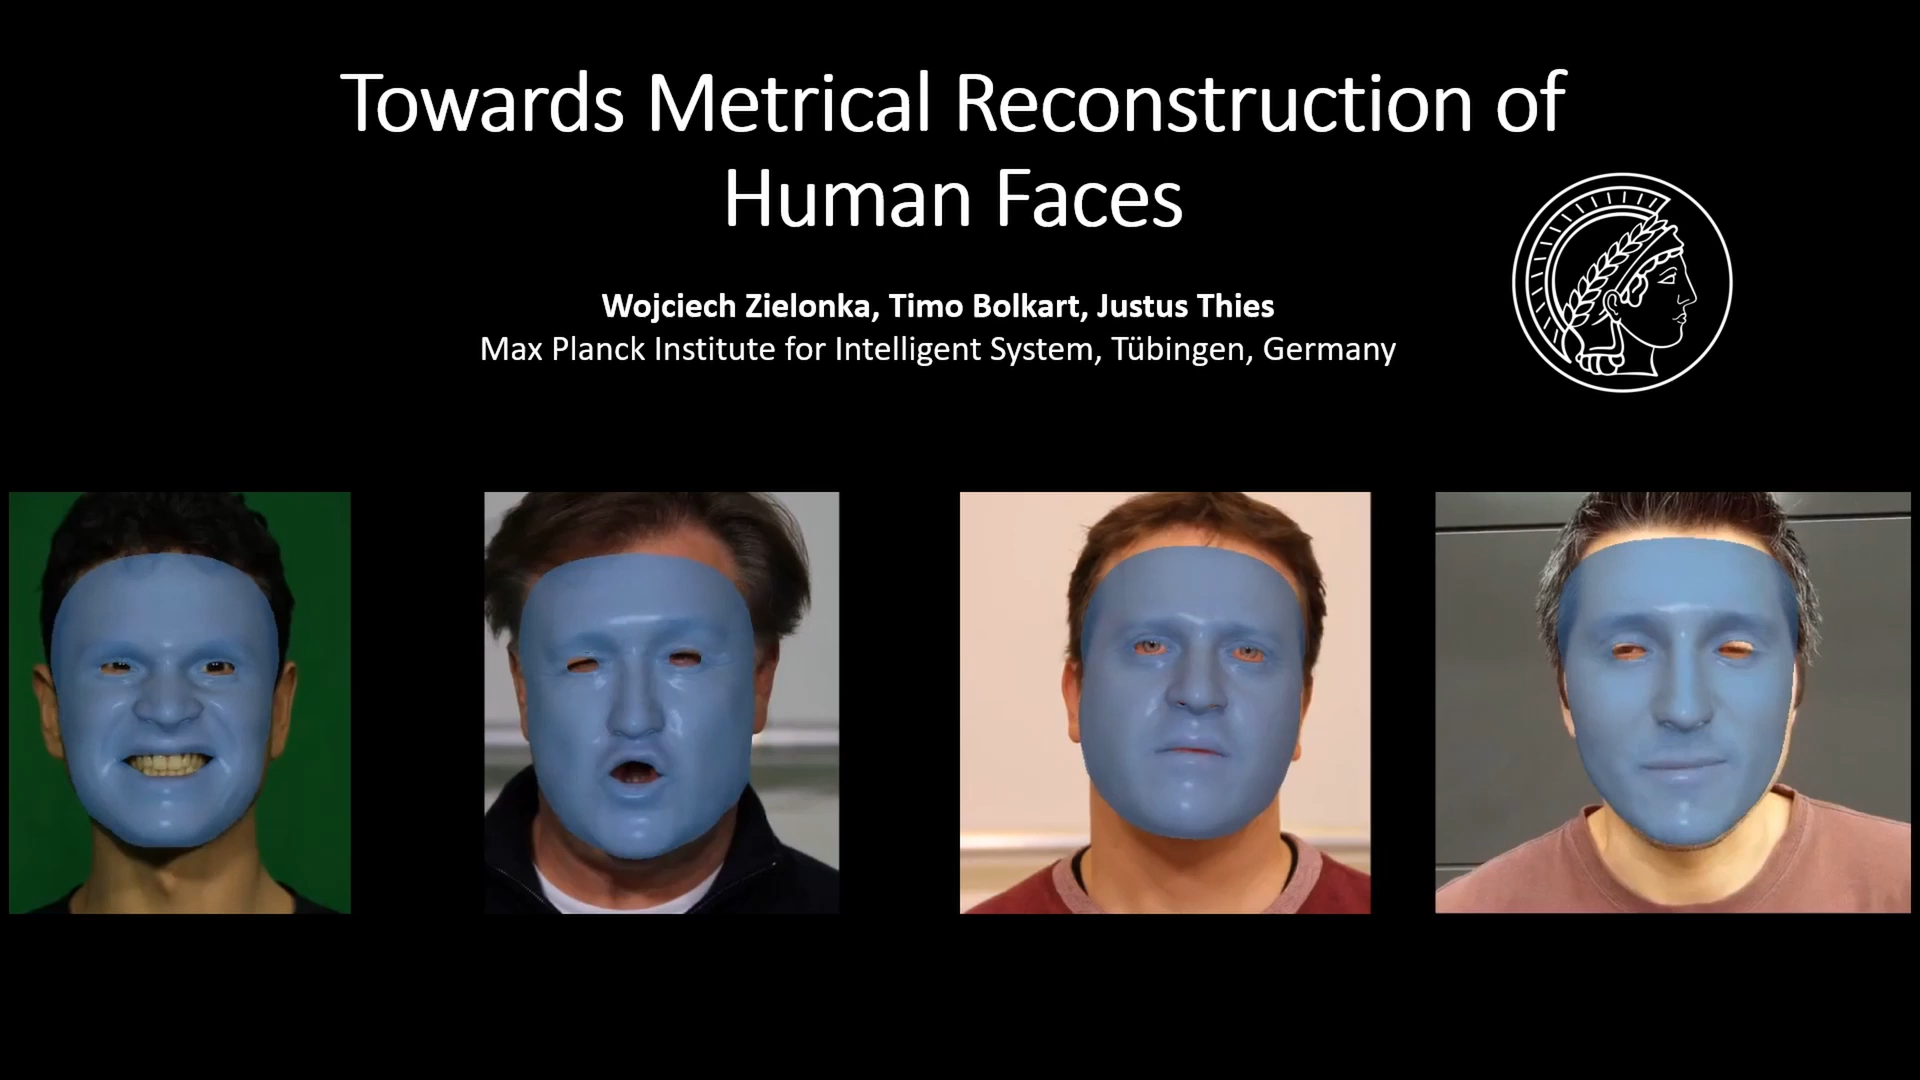 Towards Metrical Reconstruction of
Human Faces
Wojciech Zielonka, Timo Bolkart, Justus Thies
Max Planck Institute for Intelligent System, Tübingen, Germany